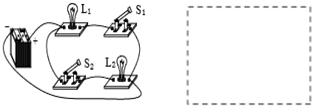 L₁
S₁
− +
S₂
L₂